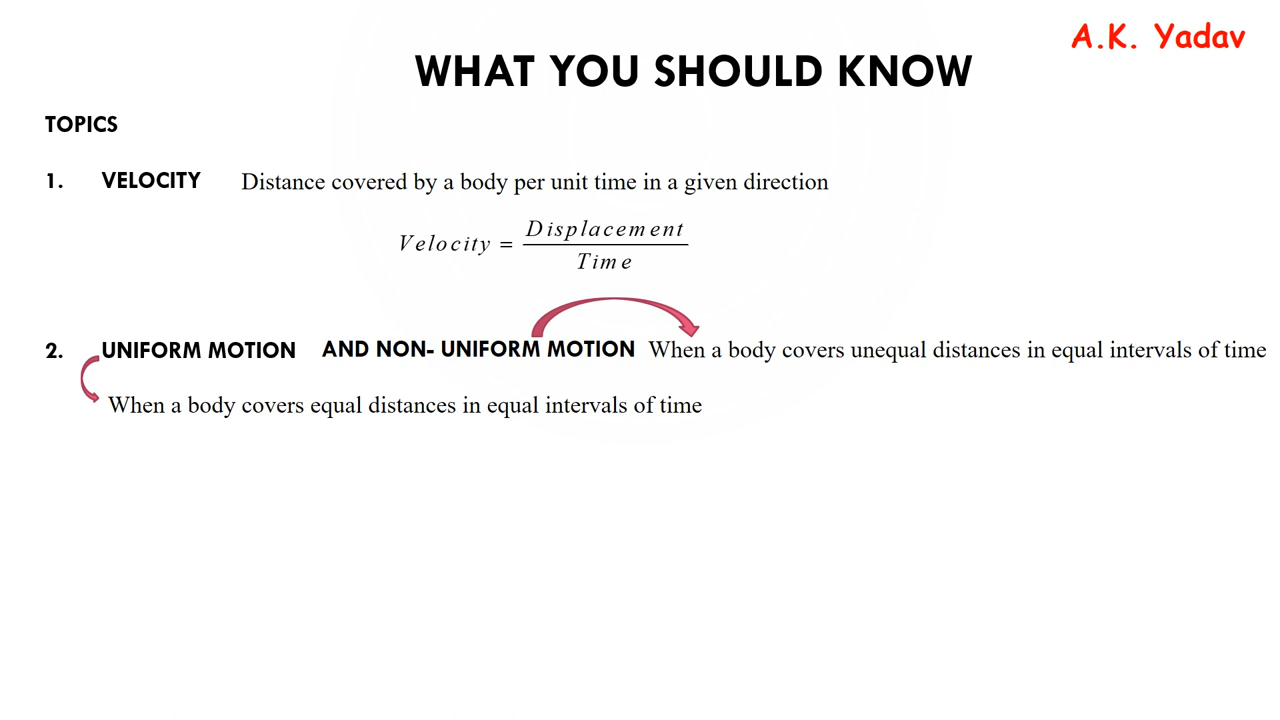 A.K. Yadav
WHAT YOU SHOULD KNOW
TOPICS
1. VELOCITY Distance covered by a body per unit time in a given direction
Velocity = Displacement / Time
2. UNIFORM MOTION AND NON- UNIFORM MOTION When a body covers unequal distances in equal intervals of time
When a body covers equal distances in equal intervals of time